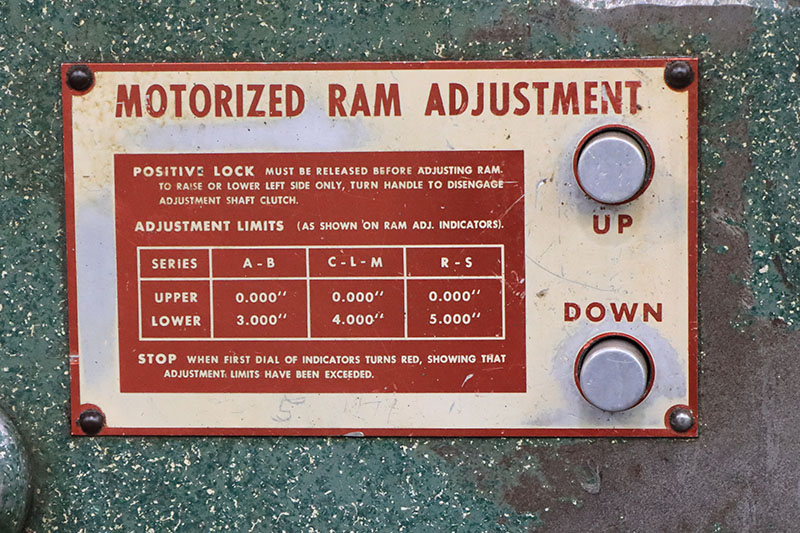 MOTORIZED RAM ADJUSTMENT
POSITIVE LOCK MUST BE RELEASED BEFORE ADJUSTING RAM.
TO RAISE OR LOWER LEFT SIDE ONLY, TURN HANDLE TO DISENGAGE
ADJUSTMENT SHAFT CLUTCH.
ADJUSTMENT LIMITS (AS SHOWN ON RAM ADJ. INDICATORS).
SERIES A-B C-L-M R-S
UPPER 0.000" 0.000" 0.000"
LOWER 3.000" 4.000" 5.000"
STOP WHEN FIRST DIAL OF INDICATORS TURNS RED, SHOWING THAT
ADJUSTMENT LIMITS HAVE BEEN EXCEEDED.
UP
DOWN
5